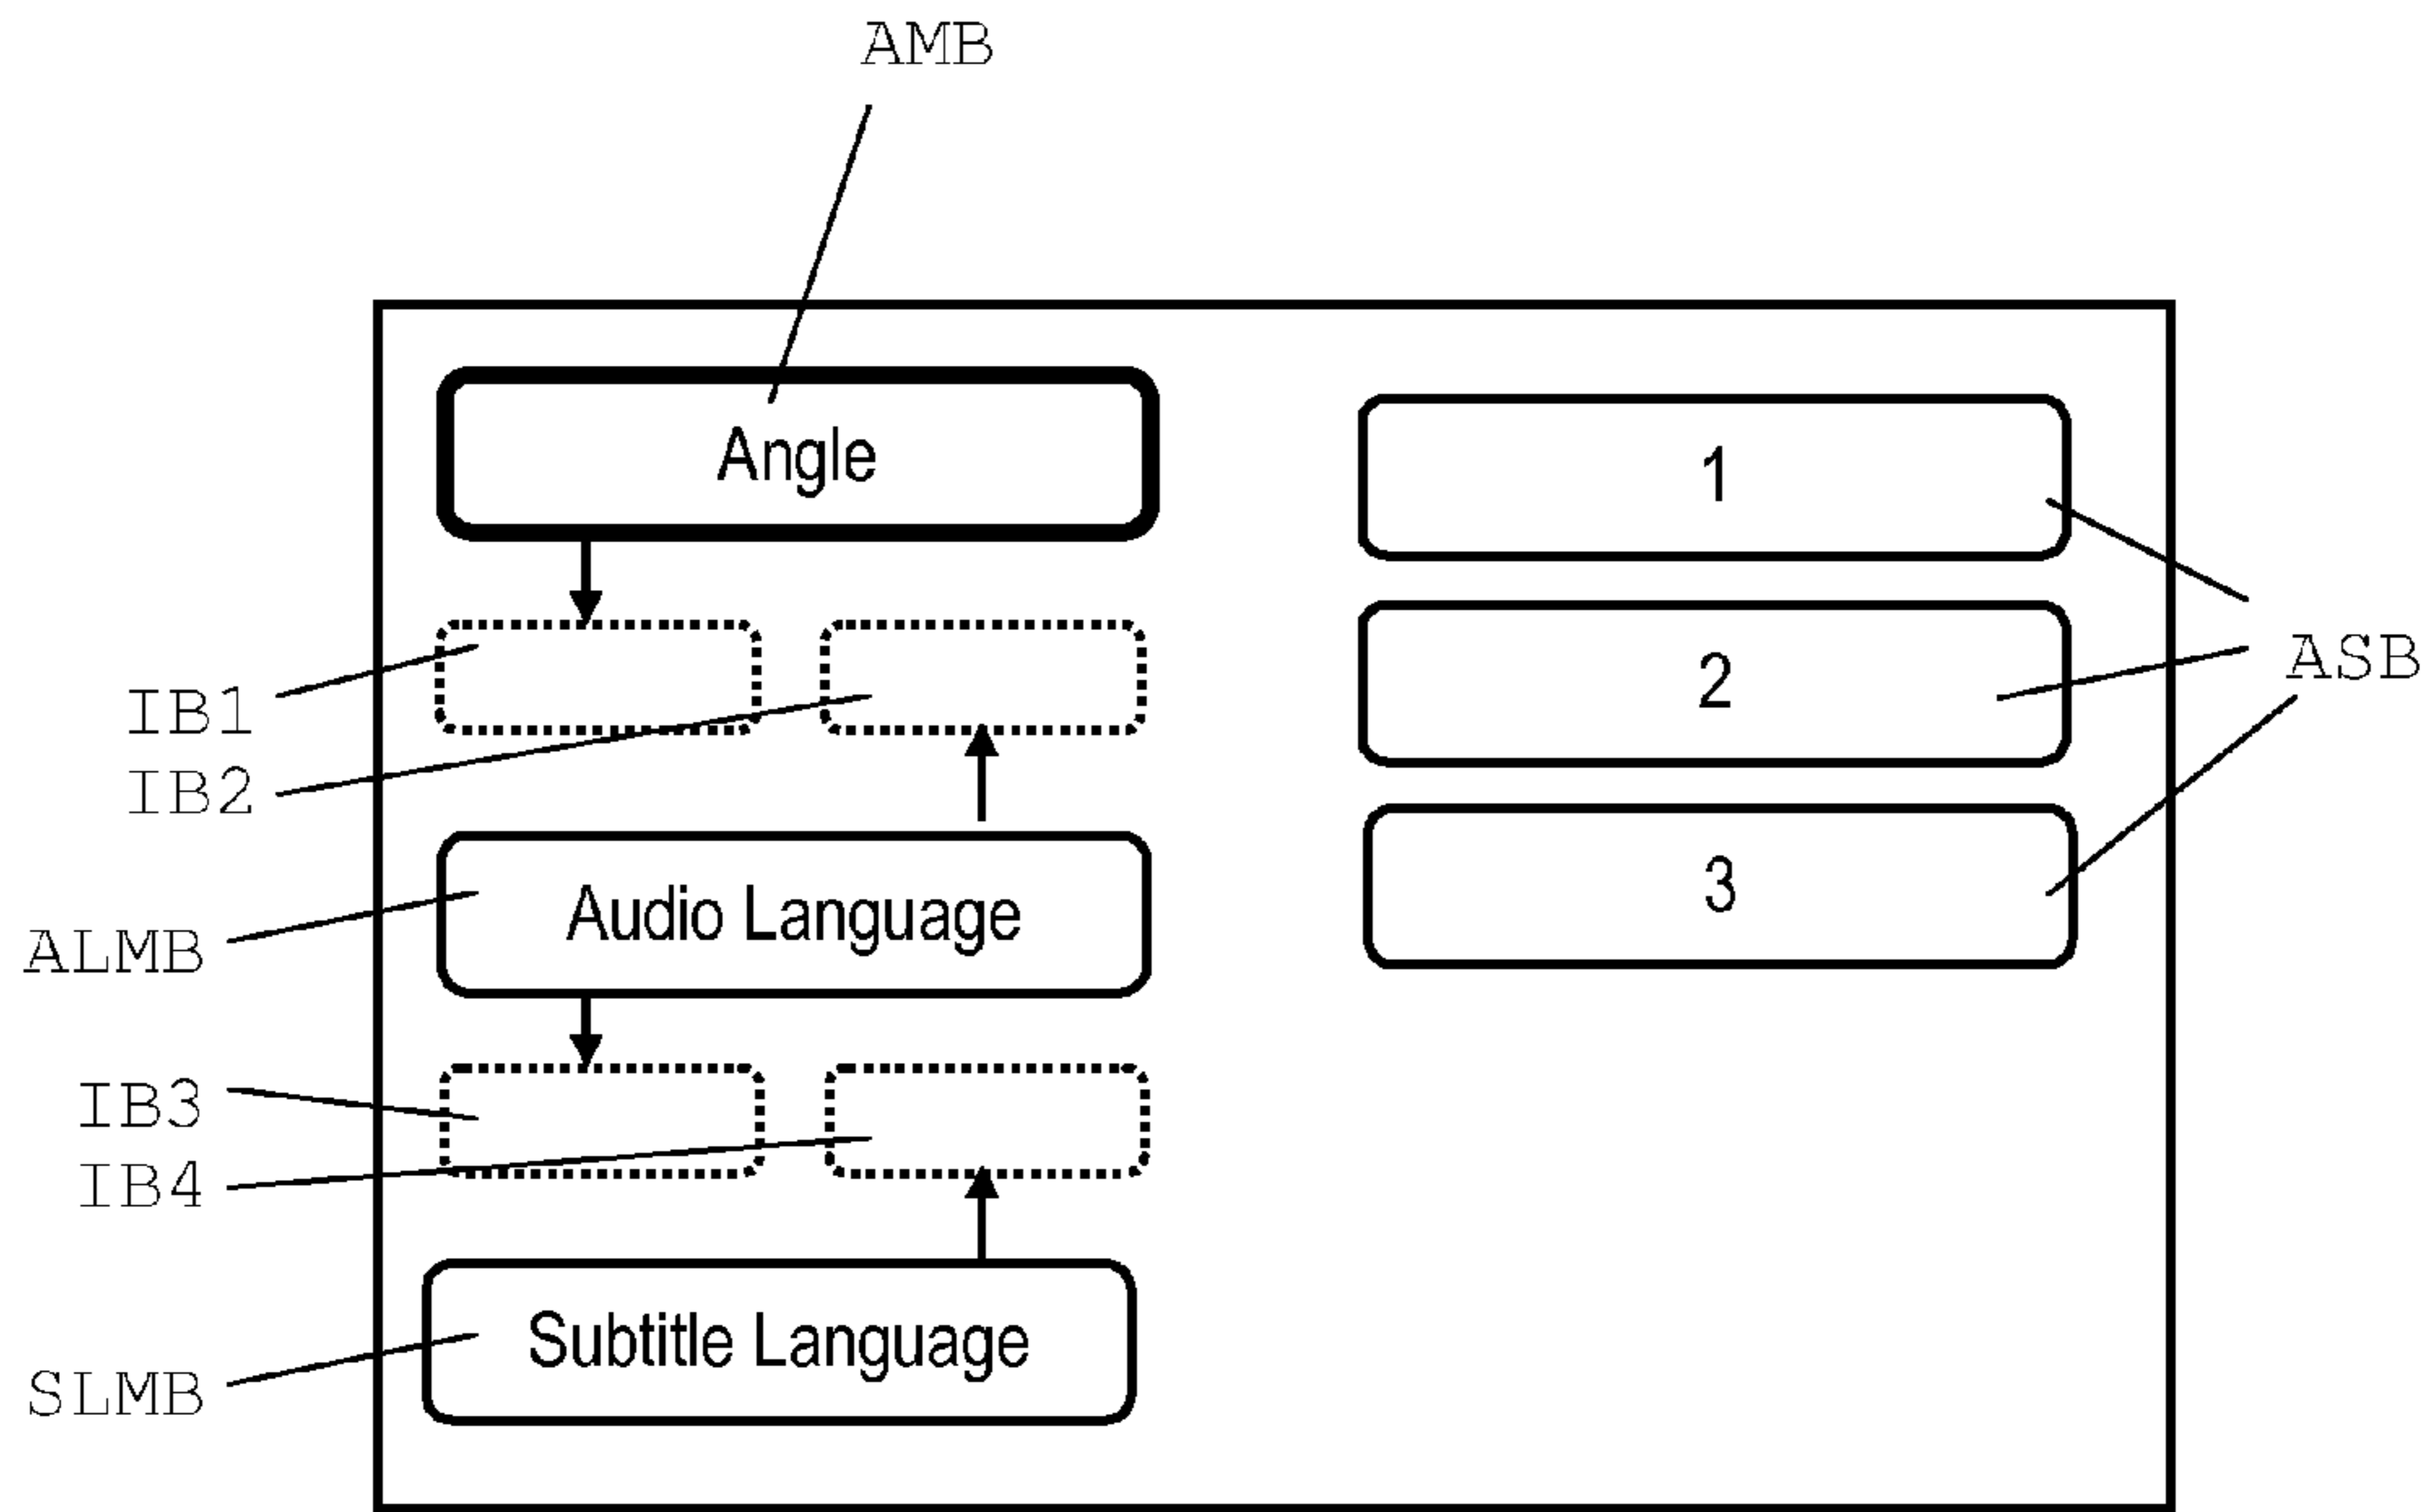 AMB
Angle
1
IB1
2
ASB
IB2
3
Audio Language
ALMB
IB3
IB4
Subtitle Language
SLMB